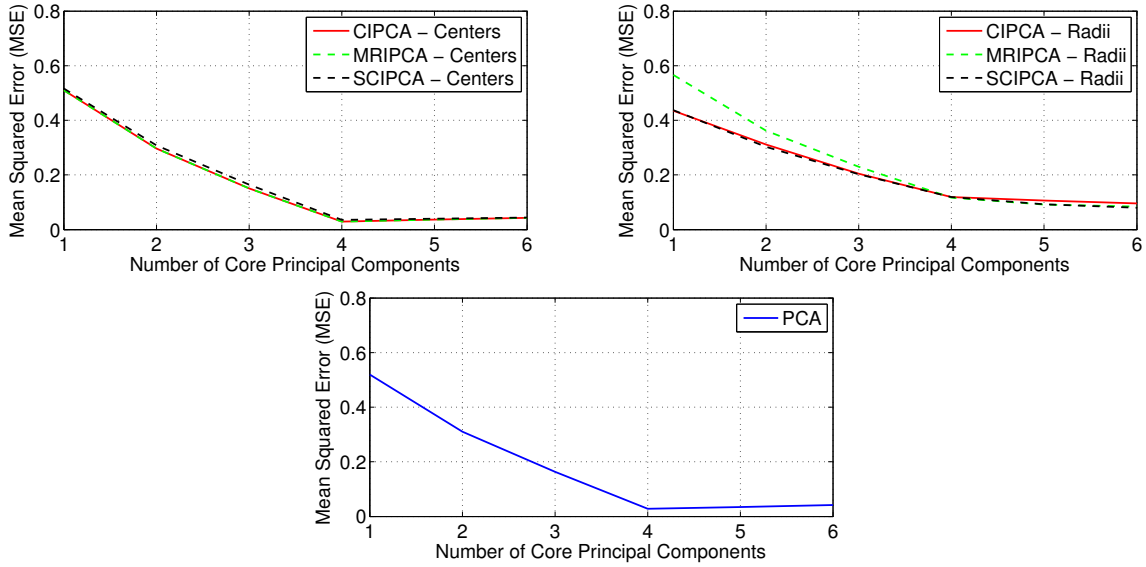 Mean Squared Error (MSE)
0.8
0.6
0.4
0.2
0
CIPCA – Centers
MRIPCA – Centers
SCIPCA – Centers
1 2 3 4 5 6
Number of Core Principal Components
Mean Squared Error (MSE)
0.8
0.6
0.4
0.2
0
CIPCA – Radii
MRIPCA – Radii
SCIPCA – Radii
1 2 3 4 5 6
Number of Core Principal Components
Mean Squared Error (MSE)
0.8
0.6
0.4
0.2
0
PCA
1 2 3 4 5 6
Number of Core Principal Components